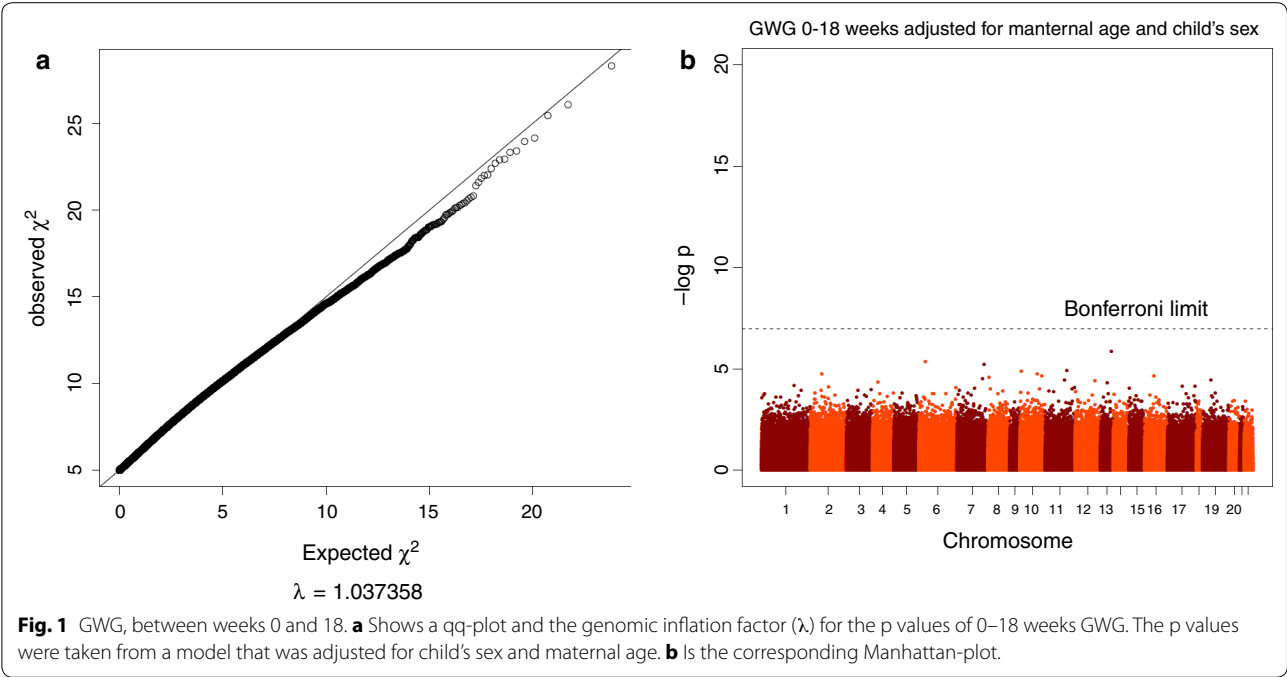 a
observed χ²
5
10
15
20
25
0
5
10
15
20
Expected χ²
λ = 1.037358
GWG 0-18 weeks adjusted for manternal age and child's sex
b
−log p
0
5
10
15
20
Bonferroni limit
1 2 3 4 5 6 7 8 9 10 11 12 13 15 16 17 19 20
Chromosome
Fig. 1 GWG, between weeks 0 and 18. a Shows a qq-plot and the genomic inflation factor (λ) for the p values of 0–18 weeks GWG. The p values
were taken from a model that was adjusted for child's sex and maternal age. b Is the corresponding Manhattan-plot.